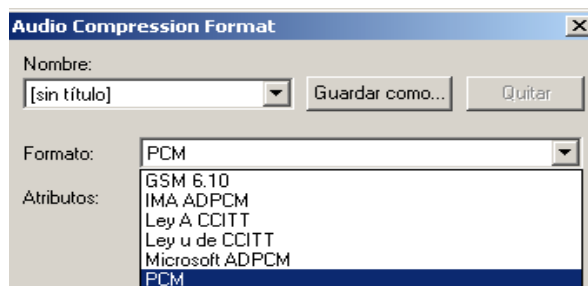 Audio Compression Format
Nombre:
[sin título]
Guardar como...
Quitar
Formato:
PCM
Atributos:
GSM 6.10
IMA ADPCM
Ley A CCITT
Ley u de CCITT
Microsoft ADPCM
PCM